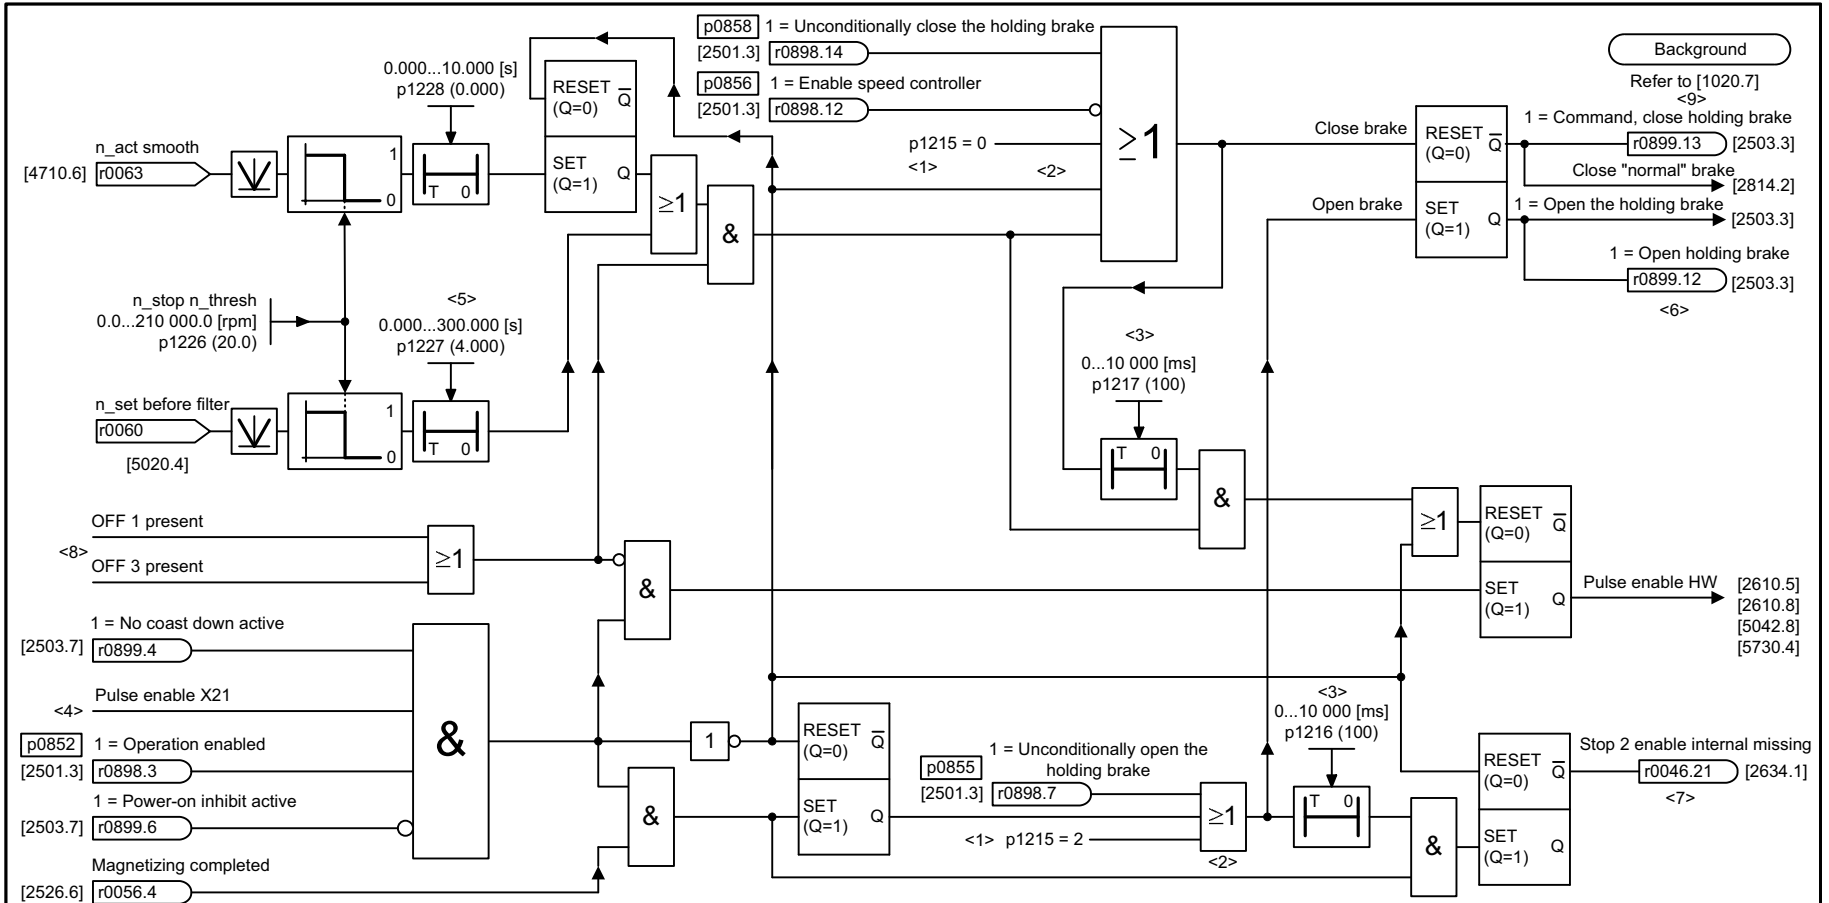 p0858 1 = Unconditionally close the holding brake
[2501.3] r0898.14
p0856 1 = Enable speed controller
[2501.3] r0898.12
p1215 = 0
<1>
<2>
≥1
Background
Refer to [1020.7]
<9>
Close brake
RESET Q
(Q=0)
1 = Command, close holding brake
r0899.13 [2503.3]
Close "normal" brake
[2814.2]
Open brake
SET Q
(Q=1)
1 = Open the holding brake
[2503.3]
1 = Open holding brake
r0899.12 [2503.3]
<6>
0.000...10.000 [s]
p1228 (0.000)
n_act smooth
[4710.6] r0063
1
0
T 0
RESET Q
(Q=0)
SET Q
(Q=1)
≥1
&
n_stop n_thresh
0.0...210 000.0 [rpm]
p1226 (20.0)
<5>
0.000...300.000 [s]
p1227 (4.000)
n_set before filter
r0060
[5020.4]
1
0
T 0
<3>
0...10 000 [ms]
p1217 (100)
T 0
&
≥1
RESET Q
(Q=0)
SET Q
(Q=1)
Pulse enable HW
[2610.5]
[2610.8]
[5042.8]
[5730.4]
OFF 1 present
<8>
OFF 3 present
≥1
&
1 = No coast down active
[2503.7] r0899.4
Pulse enable X21
<4>
p0852 1 = Operation enabled
[2501.3] r0898.3
1 = Power-on inhibit active
[2503.7] r0899.6
&
Magnetizing completed
[2526.6] r0056.4
1
&
RESET Q
(Q=0)
SET Q
(Q=1)
p0855 1 = Unconditionally open the
holding brake
[2501.3] r0898.7
<1> p1215 = 2
≥1
<2>
<3>
0...10 000 [ms]
p1216 (100)
T 0
&
RESET Q
(Q=0)
SET Q
(Q=1)
Stop 2 enable internal missing
r0046.21 [2634.1]
<7>